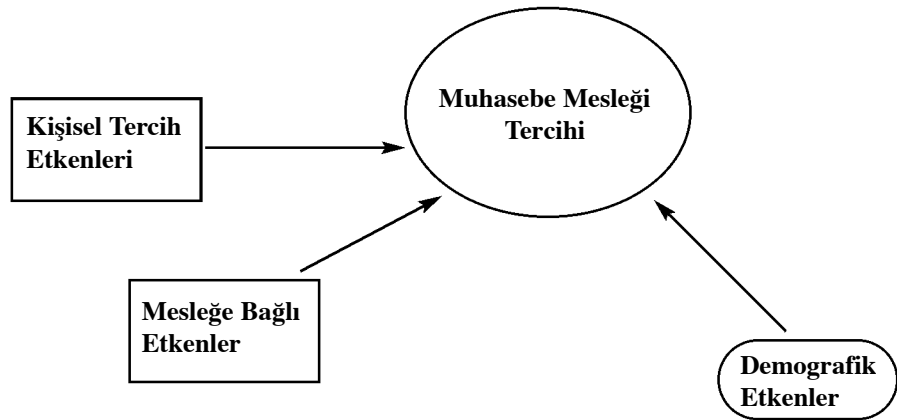 Muhasebe Mesleği
Tercihi
Kişisel Tercih
Etkenleri
Mesleğe Bağlı
Etkenler
Demografik
Etkenler